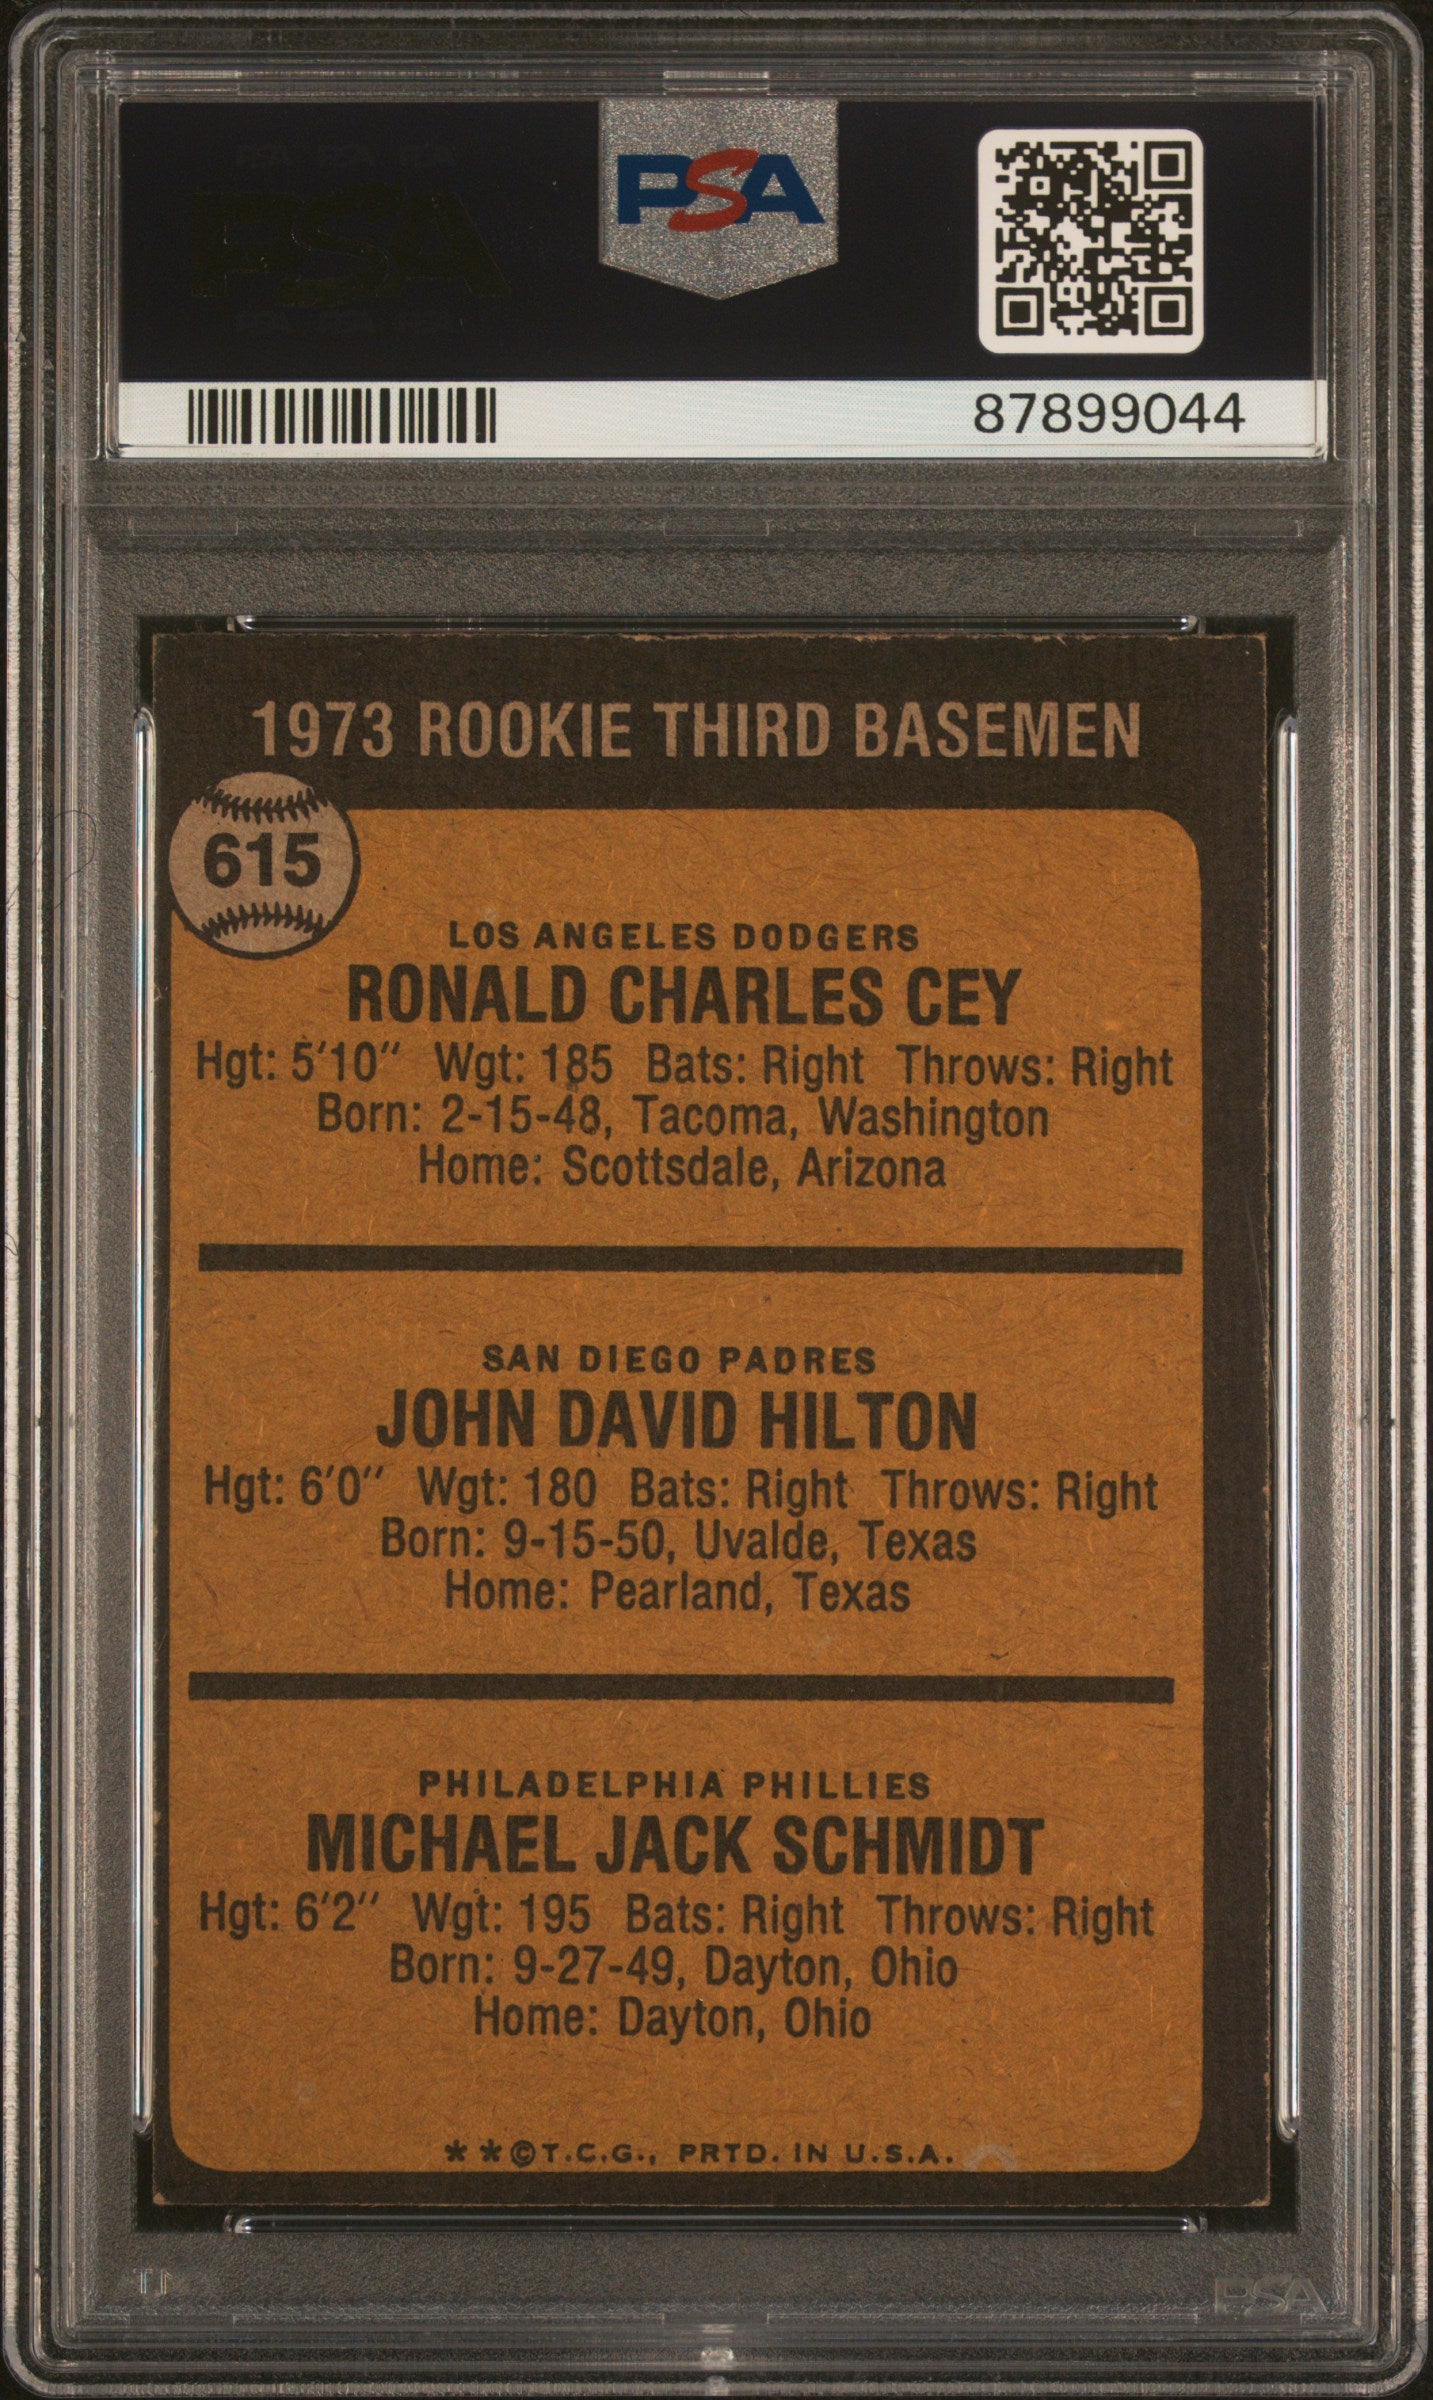 PSA
PSA
87899044
1973 ROOKIE THIRD BASEMEN
615
LOS ANGELES DODGERS
RONALD CHARLES CEY
Hgt: 5'10" Wgt: 185 Bats: Right Throws: Right
Born: 2-15-48, Tacoma, Washington
Home: Scottsdale, Arizona
SAN DIEGO PADRES
JOHN DAVID HILTON
Hgt: 6'0" Wgt: 180 Bats: Right Throws: Right
Born: 9-15-50, Uvalde, Texas
Home: Pearland, Texas
PHILADELPHIA PHILLIES
MICHAEL JACK SCHMIDT
Hgt: 6'2" Wgt: 195 Bats: Right Throws: Right
Born: 9-27-49, Dayton, Ohio
Home: Dayton, Ohio
**©T.C.G., PRTD. IN U.S.A.
PSA